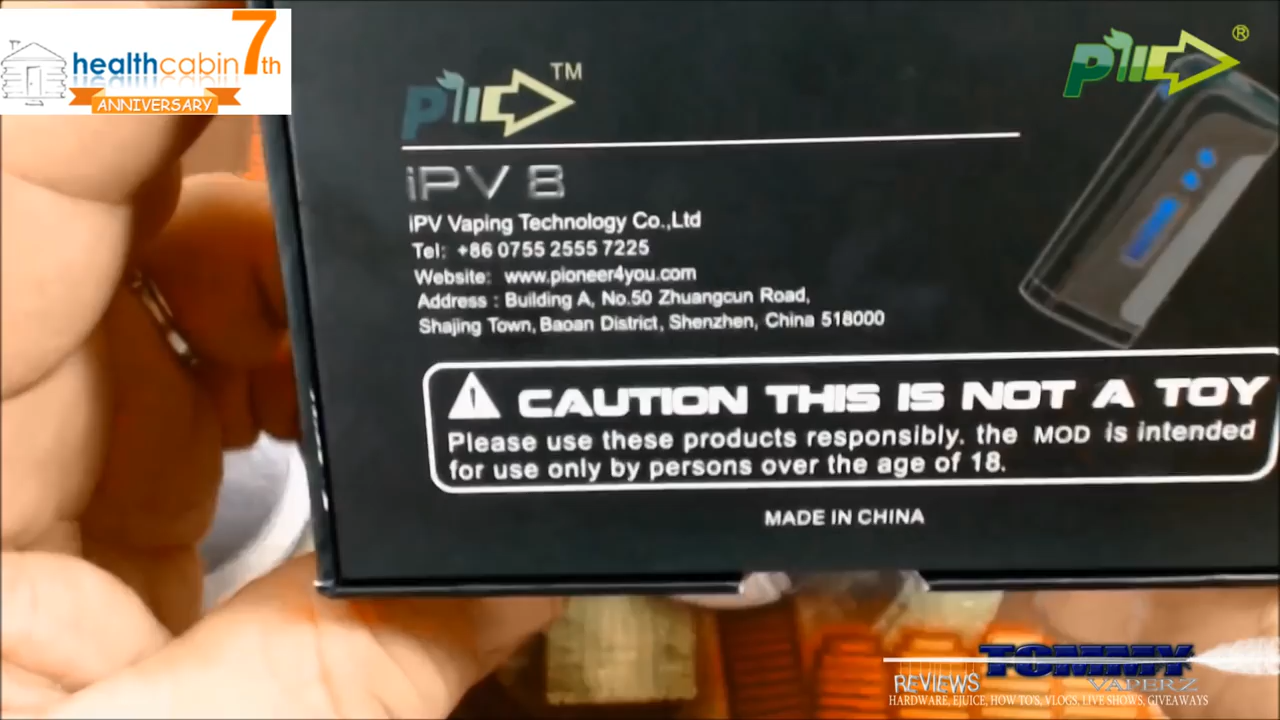 healthcabin 7th
ANNIVERSARY
TM
®
iPV 8
iPV Vaping Technology Co.,Ltd
Tel: +86 0755 2555 7225
Website: www.pioneer4you.com
Address : Building A, No.50 Zhuangcun Road,
Shajing Town, Baoan District, Shenzhen, China 518000
CAUTION THIS IS NOT A TOY
Please use these products responsibly. the MOD is intended
for use only by persons over the age of 18.
MADE IN CHINA
TOMMY
REVIEWS VAPERZ
HARDWARE, EJUICE, HOW TO'S, VLOGS, LIVE SHOWS, GIVEAWAYS